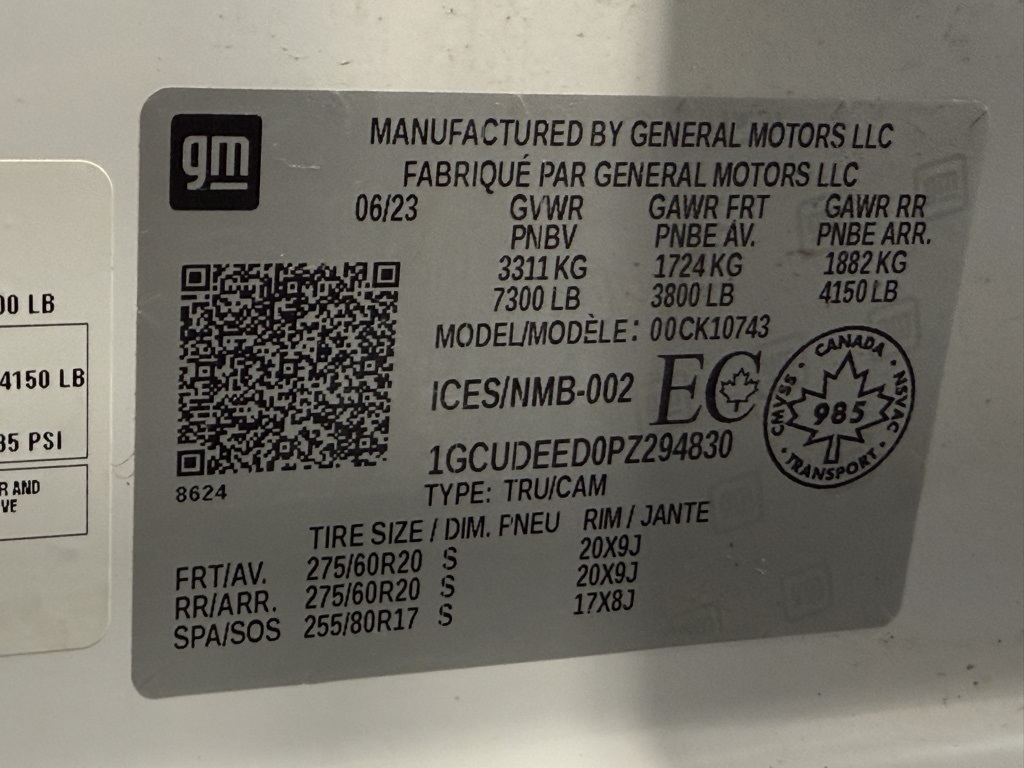 gm
MANUFACTURED BY GENERAL MOTORS LLC
FABRIQUÉ PAR GENERAL MOTORS LLC
06/23 GVWR GAWR FRT GAWR RR
PNBV PNBE AV. PNBE ARR.
3311 KG 1724 KG 1882 KG
7300 LB 3800 LB 4150 LB
MODEL/MODÈLE: 00CK10743
ICES/NMB-002 EC
1GCUDEED0PZ294830
CANADA
CMVSS 985 NSVAC
TRANSPORT
8624
TYPE: TRU/CAM
TIRE SIZE / DIM. PNEU RIM / JANTE
FRT/AV. 275/60R20 S 20X9J
RR/ARR. 275/60R20 S 20X9J
SPA/SOS 255/80R17 S 17X8J
00 LB
4150 LB
35 PSI
R AND
VE